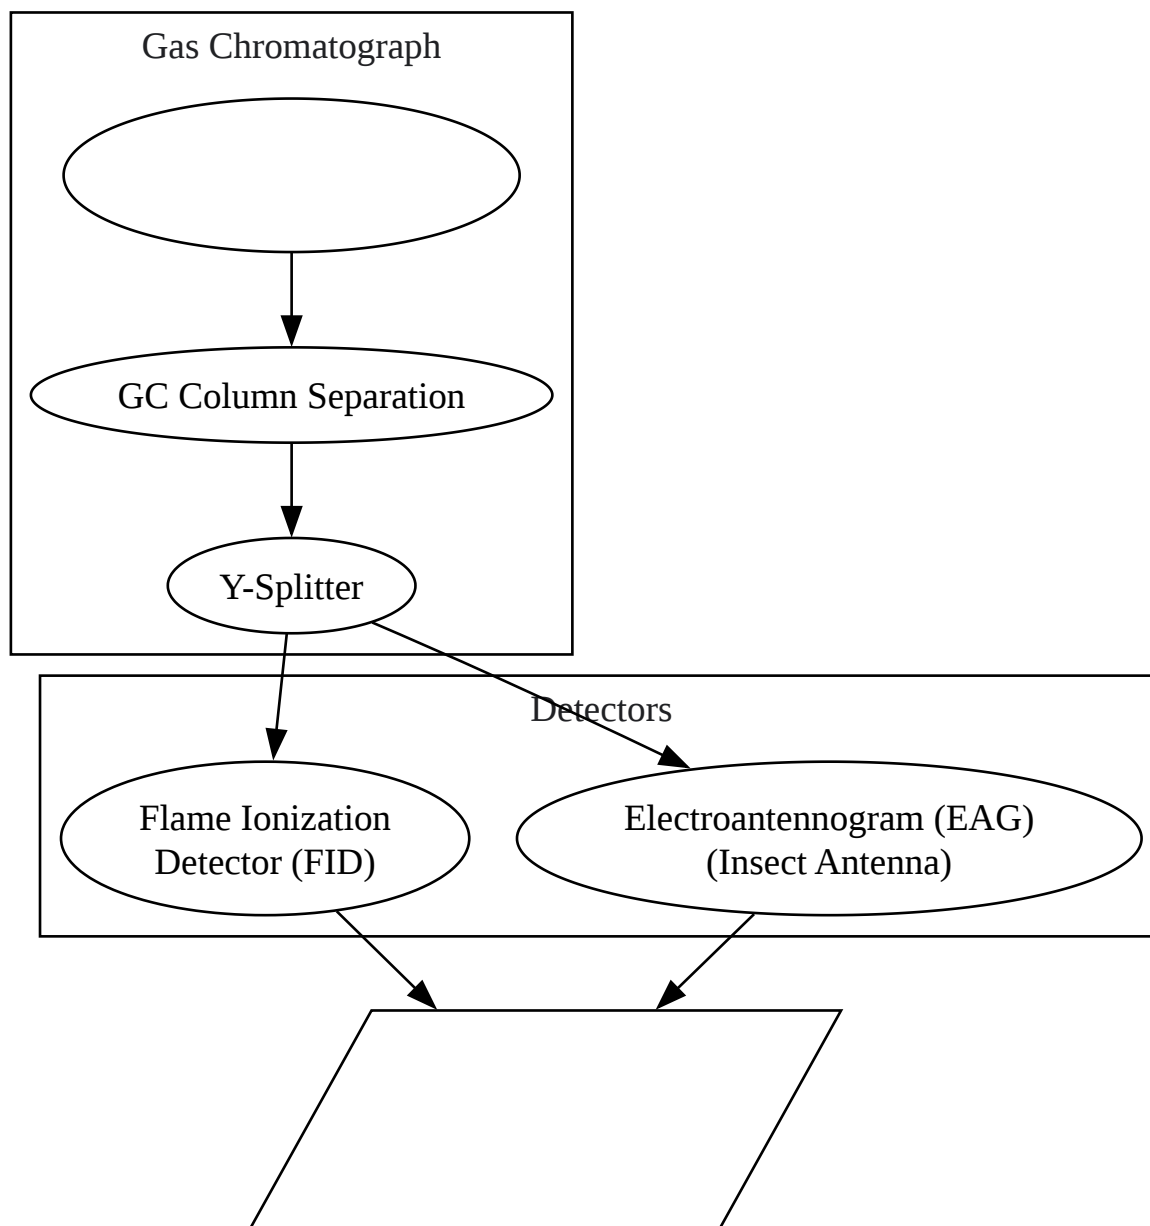 Gas Chromatograph
GC Column Separation
Y-Splitter
Detectors
Flame Ionization
Detector (FID)
Electroantennogram (EAG)
(Insect Antenna)